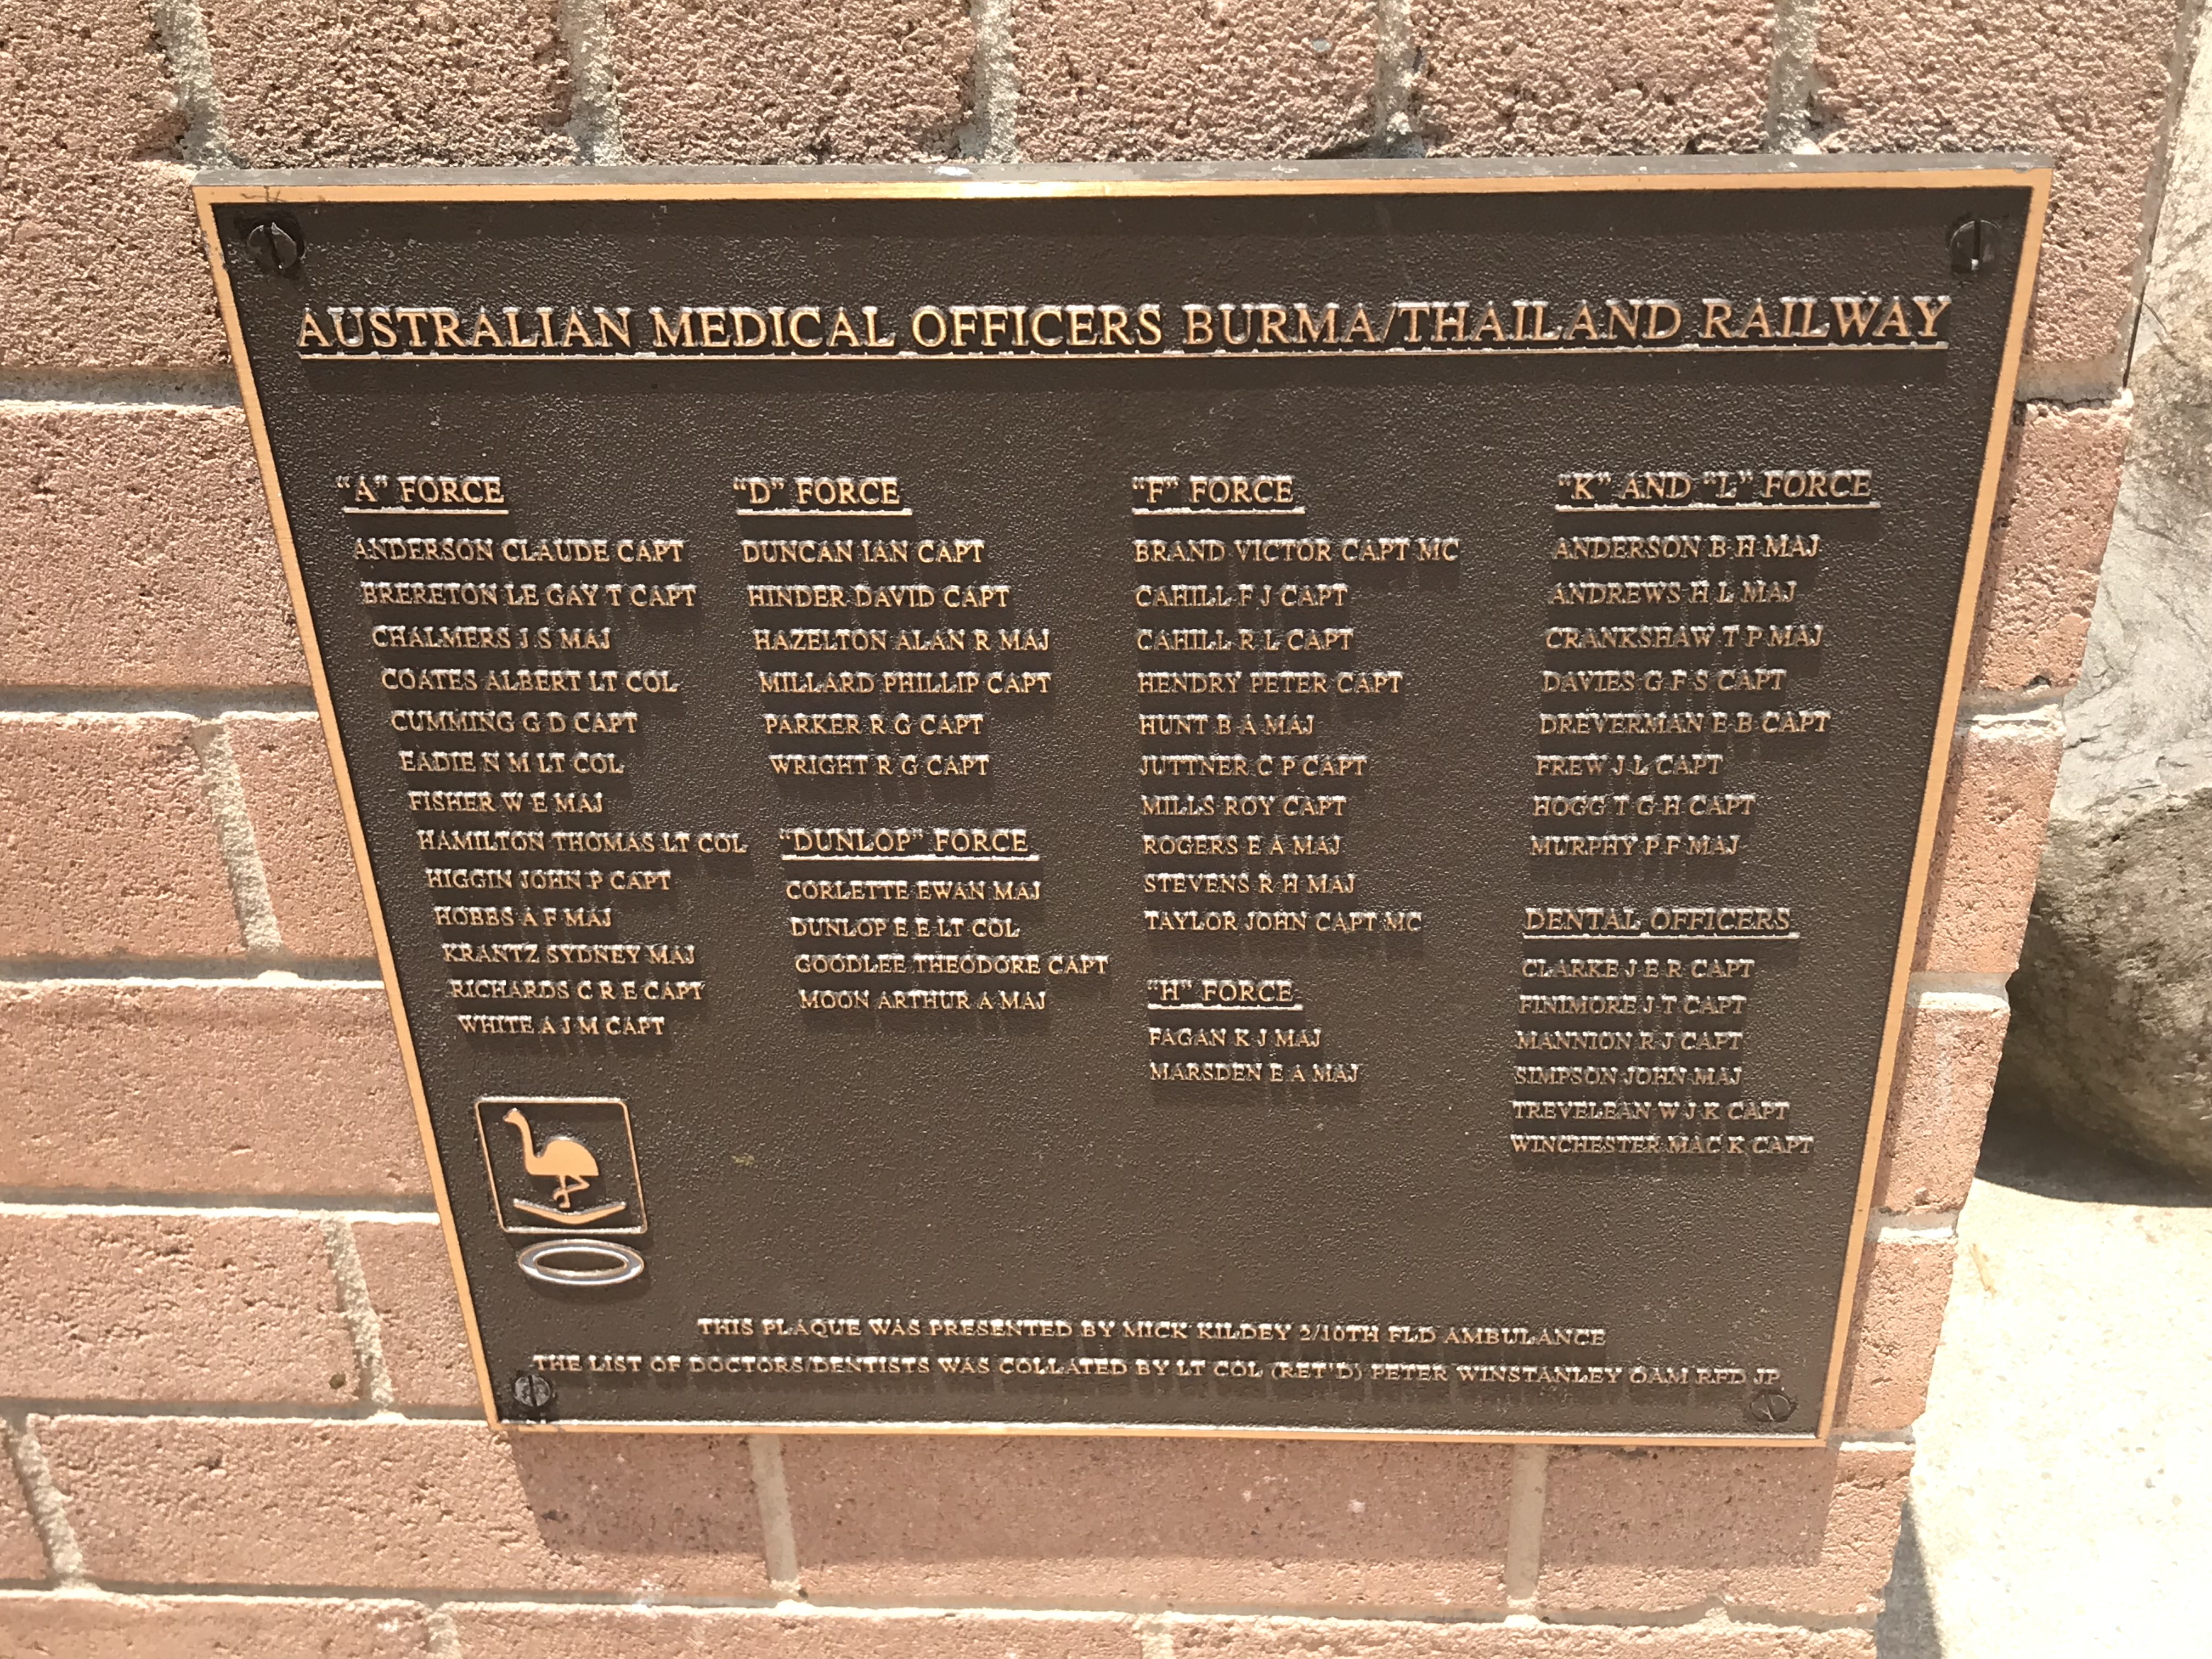 AUSTRALIAN MEDICAL OFFICERS BURMA/THAILAND RAILWAY
"A" FORCE
ANDERSON CLAUDE CAPT
BRERETON LE GAY T CAPT
CHALMERS J S MAJ
COATES ALBERT LT COL
CUMMING G D CAPT
EADIE N M LT COL
FISHER W E MAJ
HAMILTON THOMAS LT COL
HIGGIN JOHN P CAPT
HOBBS A F MAJ
KRANTZ SYDNEY MAJ
RICHARDS C R E CAPT
WHITE A J M CAPT
"D" FORCE
DUNCAN IAN CAPT
HINDER DAVID CAPT
HAZELTON ALAN R MAJ
MILLARD PHILLIP CAPT
PARKER R G CAPT
WRIGHT R G CAPT
"DUNLOP" FORCE
CORLETTE EWAN MAJ
DUNLOP E E LT COL
GOODLEE THEODORE CAPT
MOON ARTHUR A MAJ
"F" FORCE
BRAND VICTOR CAPT MC
CAHILL F J CAPT
CAHILL R L CAPT
HENDRY PETER CAPT
HUNT B A MAJ
JUTTNER C P CAPT
MILLS ROY CAPT
ROGERS E A MAJ
STEVENS R H MAJ
TAYLOR JOHN CAPT MC
"H" FORCE
FAGAN K J MAJ
MARSDEN E A MAJ
"K" AND "L" FORCE
ANDERSON B H MAJ
ANDREWS H L MAJ
CRANKSHAW T P MAJ
DAVIES G F S CAPT
DREVERMAN E B CAPT
FREW J L CAPT
HOGG T G H CAPT
MURPHY P F MAJ
DENTAL OFFICERS
CLARKE J E R CAPT
FINIMORE J T CAPT
MANNION R J CAPT
SIMPSON JOHN MAJ
TREVELEAN W J K CAPT
WINCHESTER MAC K CAPT
THIS PLAQUE WAS PRESENTED BY MICK KILDEY 2/10TH FLD AMBULANCE
THE LIST OF DOCTORS/DENTISTS WAS COLLATED BY LT COL (RET'D) PETER WINSTANLEY OAM RFD JP